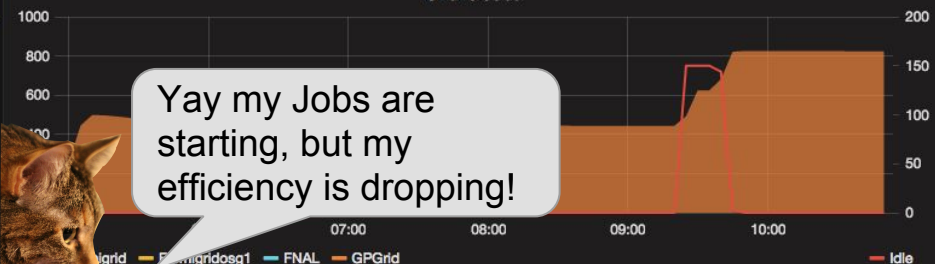 1000
200
800
150
600
100
50
0
Yay my Jobs are
starting, but my
efficiency is dropping!
07:00
08:00
09:00
10:00
FNAL
GPGrid
Idle